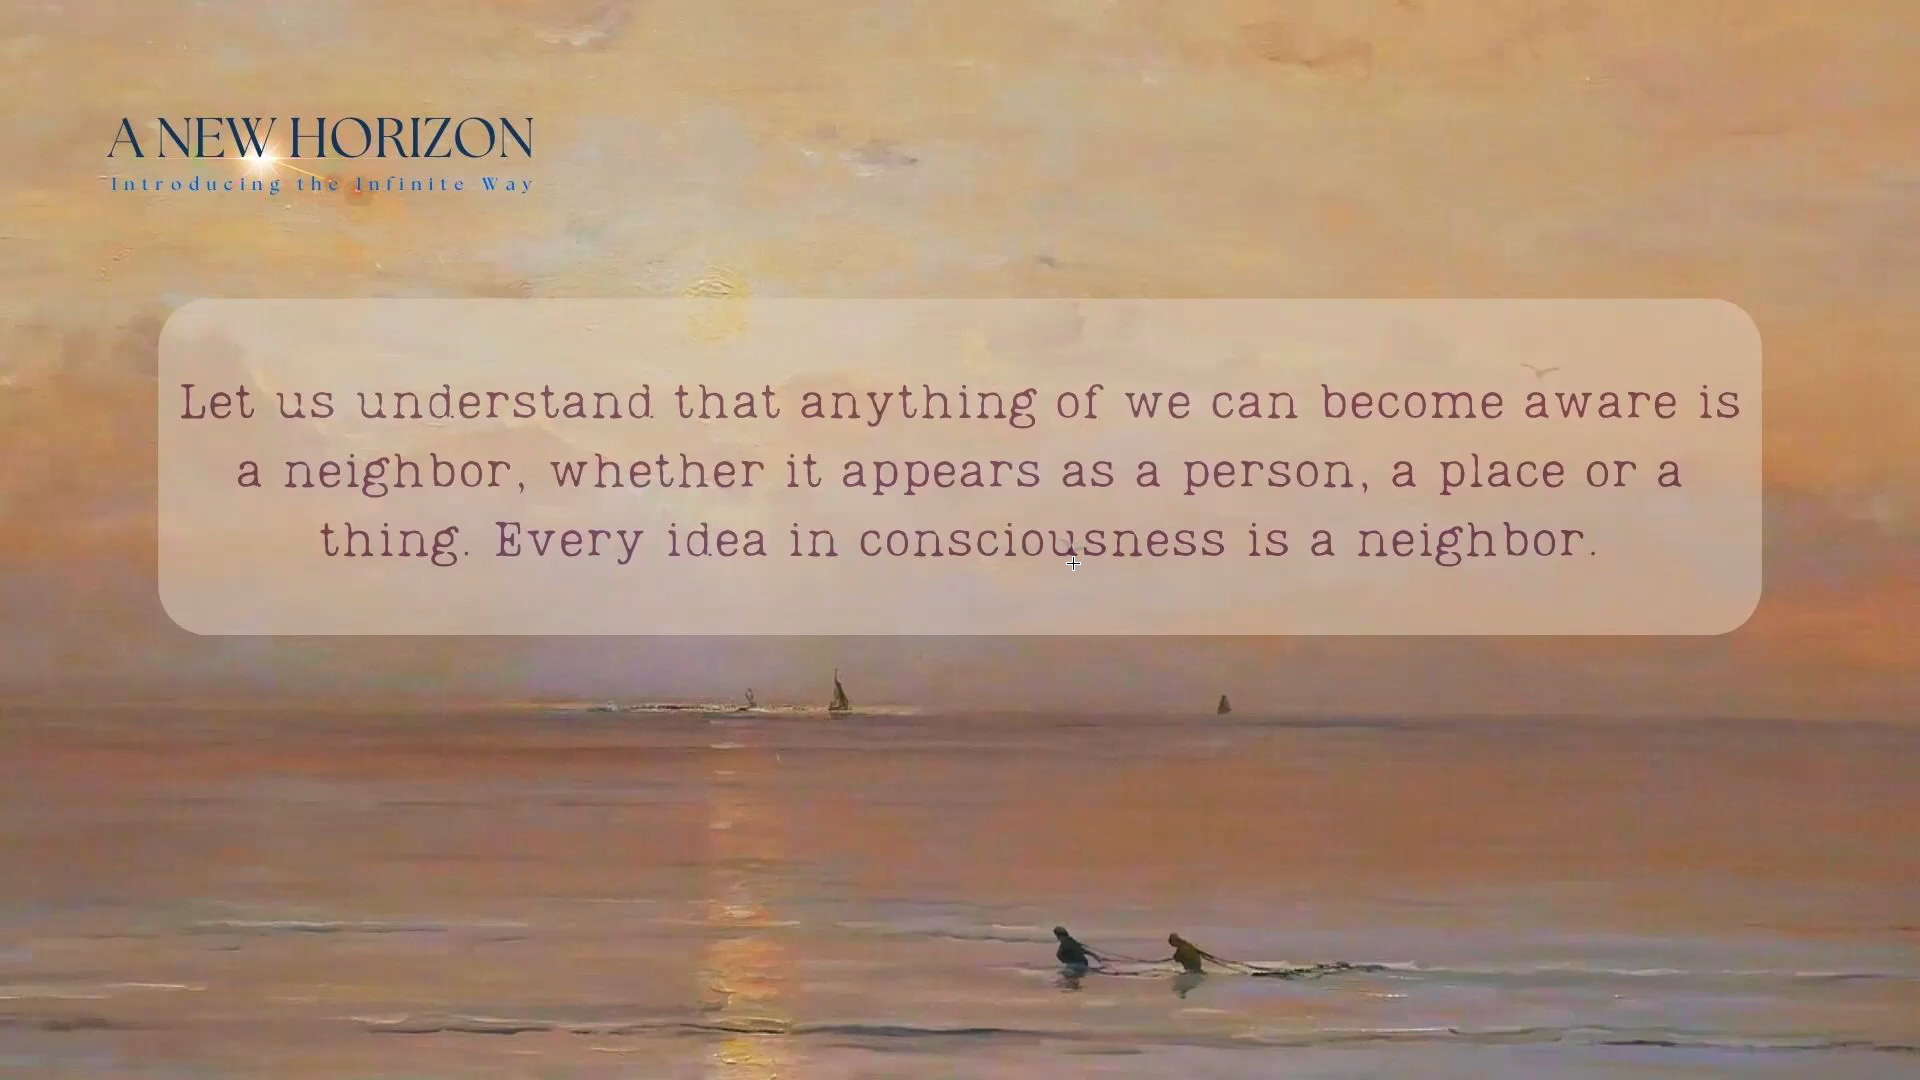 A NEW HORIZON
Introducing the Infinite Way
Let us understand that anything of we can become aware is
a neighbor, whether it appears as a person, a place or a
thing. Every idea in consciousness is a neighbor.